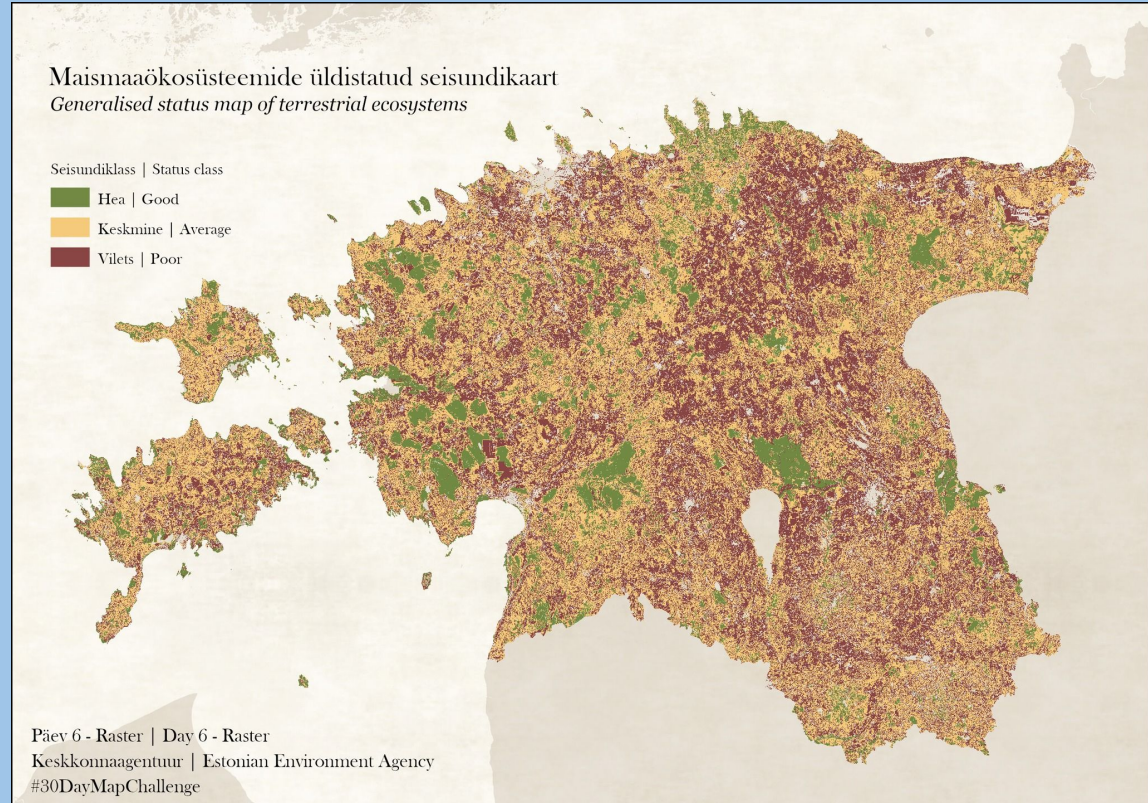 Maismaaökosüsteemide üldistatud seisundikaart
Generalised status map of terrestrial ecosystems
Seisundiklass | Status class
Hea | Good
Keskmine | Average
Vilets | Poor
Päev 6 - Raster | Day 6 - Raster
Keskkonnaagentuur | Estonian Environment Agency
#30DayMapChallenge